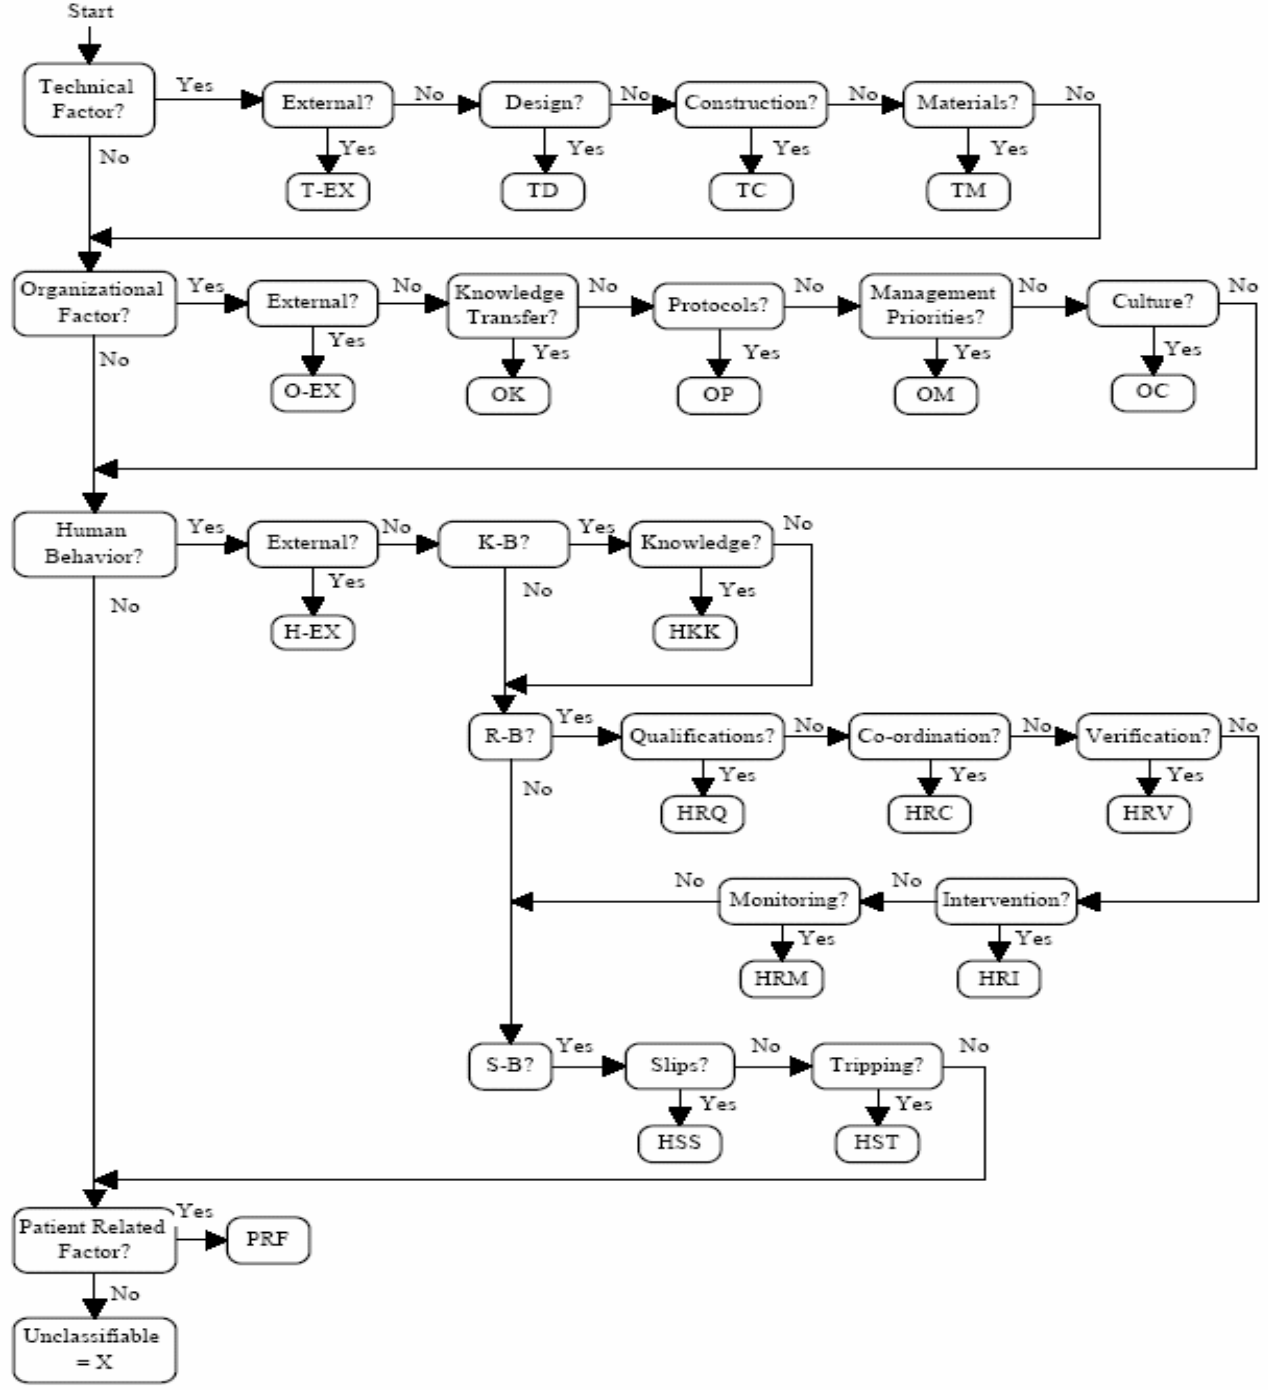 Start
Technical
Factor?
Yes
External?
No
Design?
No
Construction?
No
Materials?
No
No
Yes
Yes
Yes
Yes
T-EX
TD
TC
TM
Organizational
Factor?
Yes
External?
No
Knowledge
Transfer?
No
Protocols?
No
Management
Priorities?
No
Culture?
No
No
Yes
Yes
Yes
Yes
Yes
O-EX
OK
OP
OM
OC
Human
Behavior?
Yes
External?
No
K-B?
Yes
Knowledge?
No
No
Yes
No
Yes
H-EX
HKK
R-B?
Yes
Qualifications?
No
Co-ordination?
No
Verification?
No
No
Yes
Yes
Yes
HRQ
HRC
HRV
No
Monitoring?
No
Intervention?
Yes
Yes
HRM
HRI
S-B?
Yes
Slips?
No
Tripping?
No
Yes
Yes
HSS
HST
Patient Related
Factor?
Yes
PRF
No
Unclassifiable
= X